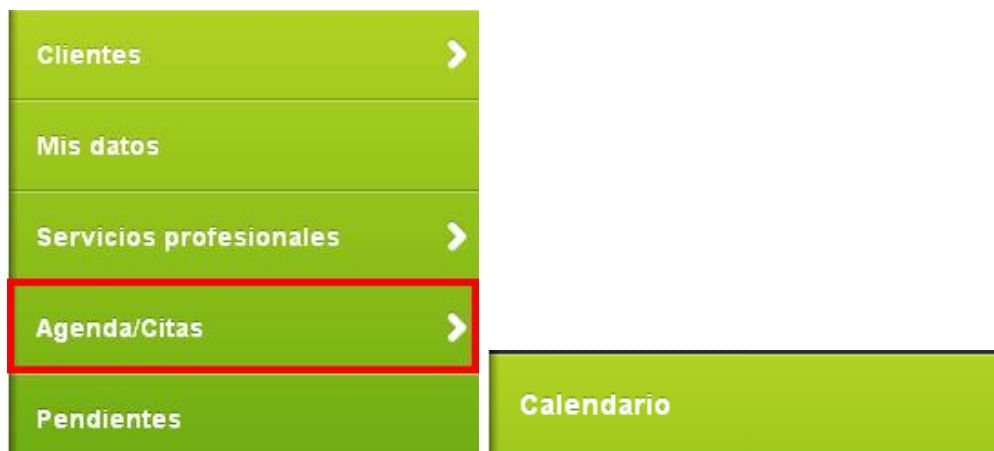 Clientes
Mis datos
Servicios profesionales
Agenda/Citas
Pendientes
Calendario